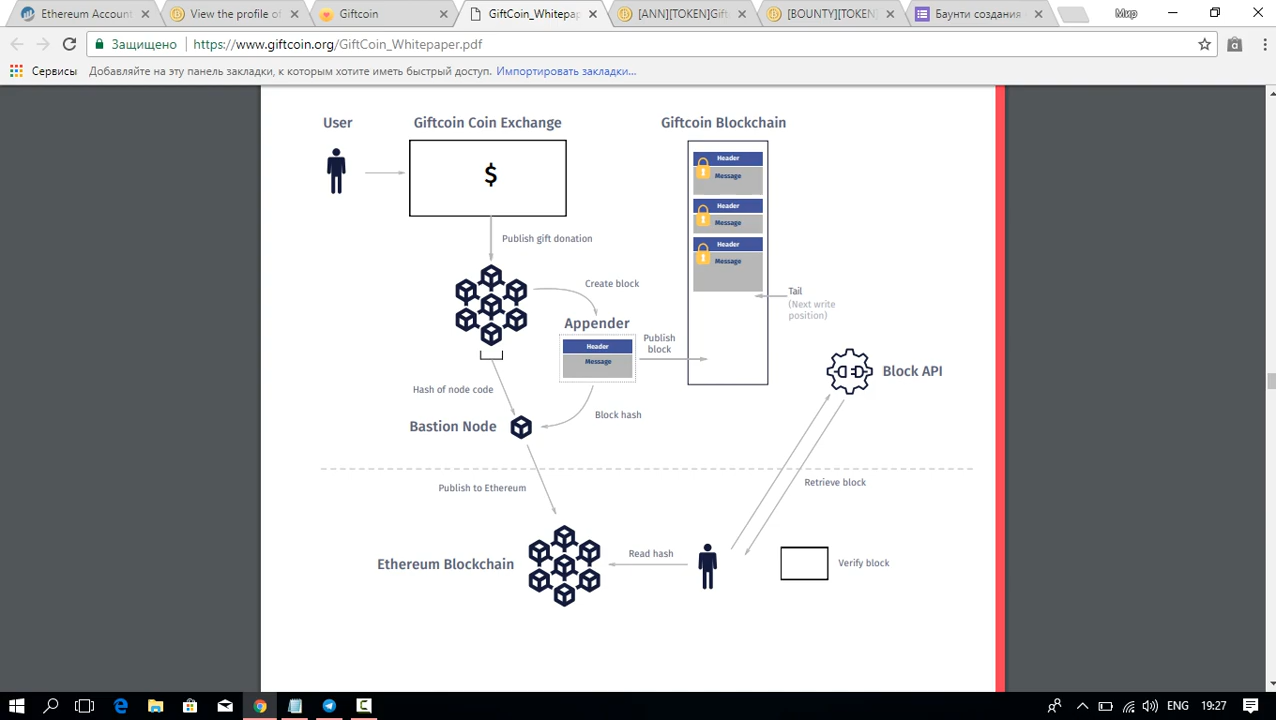 Ethereum Account
View the profile of
Giftcoin
GiftCoin_Whitepap
[ANN][TOKEN]Gift
[BOUNTY][TOKEN]
Баунти создания
Мир
Защищено
https://www.giftcoin.org/GiftCoin_Whitepaper.pdf
Сервисы
Добавляйте на эту панель закладки, к которым хотите иметь быстрый доступ.
Импортировать закладки...
User
Giftcoin Coin Exchange
Giftcoin Blockchain
$
Header
Message
Header
Message
Header
Message
Publish gift donation
Create block
Tail
(Next write
position)
Appender
Header
Message
Publish
block
Block API
Hash of node code
Block hash
Bastion Node
Publish to Ethereum
Retrieve block
Ethereum Blockchain
Read hash
Verify block
ENG
19:27